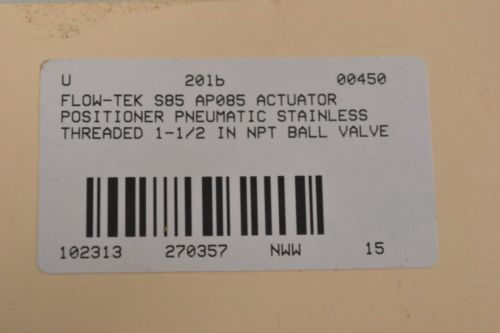 U 201b 00450
FLOW-TEK S85 AP085 ACTUATOR
POSITIONER PNEUMATIC STAINLESS
THREADED 1-1/2 IN NPT BALL VALVE
102313 270357 NWW 15